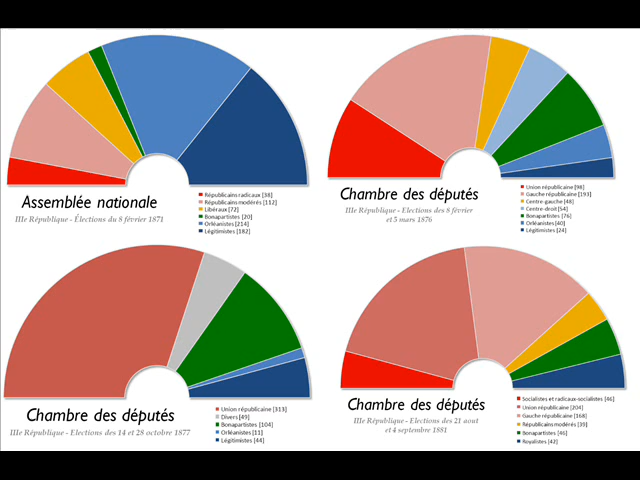 Assemblée nationale
IIIe République - Élections du 8 février 1871
Républicains radicaux [38]
Républicains modérés [112]
Libéraux [72]
Bonapartistes [20]
Orléanistes [214]
Légitimistes [182]
Chambre des députés
IIIe République - Elections des 8 février
et 5 mars 1876
Union républicaine [98]
Gauche républicaine [193]
Centre-gauche [48]
Centre-droit [54]
Bonapartistes [76]
Orléanistes [40]
Légitimistes [24]
Chambre des députés
IIIe République - Elections des 14 et 28 octobre 1877
Union républicaine [313]
Divers [49]
Bonapartistes [104]
Orléanistes [11]
Légitimistes [44]
Chambre des députés
IIIe République - Elections des 21 aout
et 4 septembre 1881
Socialistes et radicaux-socialistes [46]
Union républicaine [204]
Gauche républicaine [168]
Républicains modérés [39]
Bonapartistes [46]
Royalistes [42]